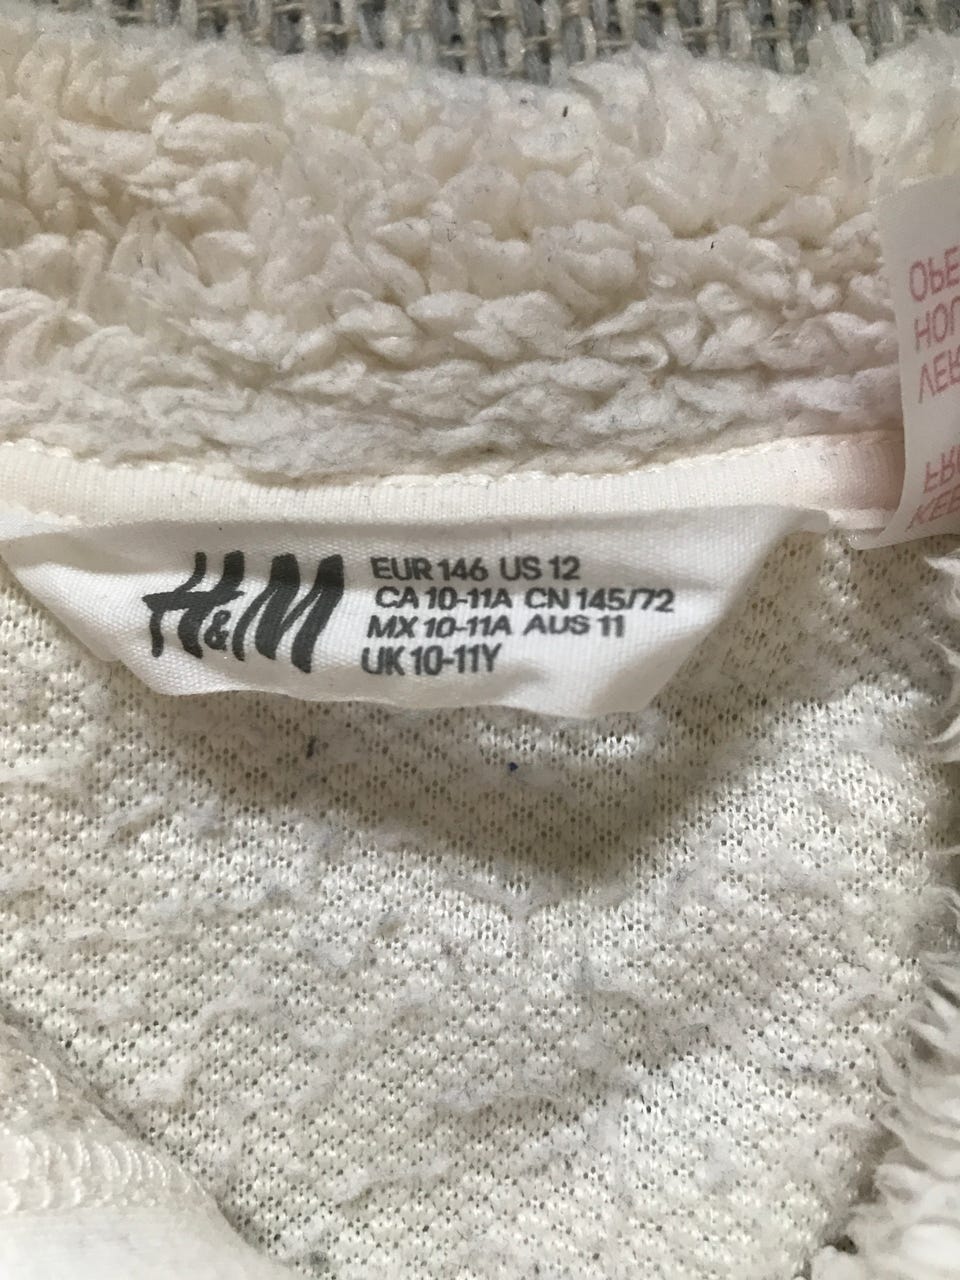 H&M
EUR 146 US 12
CA 10-11A CN 145/72
MX 10-11A AUS 11
UK 10-11Y